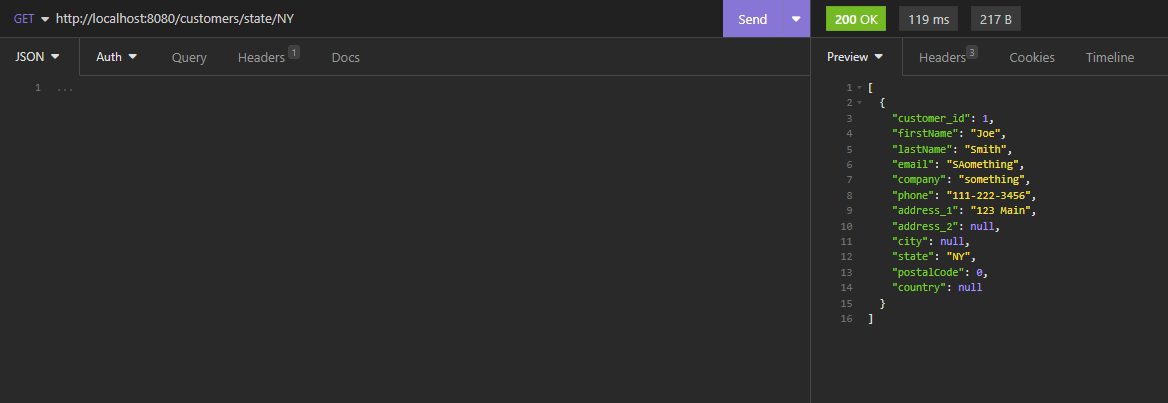 GET http://localhost:8080/customers/state/NY Send 200 OK 119 ms 217 B
JSON Auth Query Headers 1 Docs Preview Headers 3 Cookies Timeline
1 ...
1 [
2 {
3 "customer_id": 1,
4 "firstName": "Joe",
5 "lastName": "Smith",
6 "email": "SAomething",
7 "company": "something",
8 "phone": "111-222-3456",
9 "address_1": "123 Main",
10 "address_2": null,
11 "city": null,
12 "state": "NY",
13 "postalCode": 0,
14 "country": null
15 }
16 ]